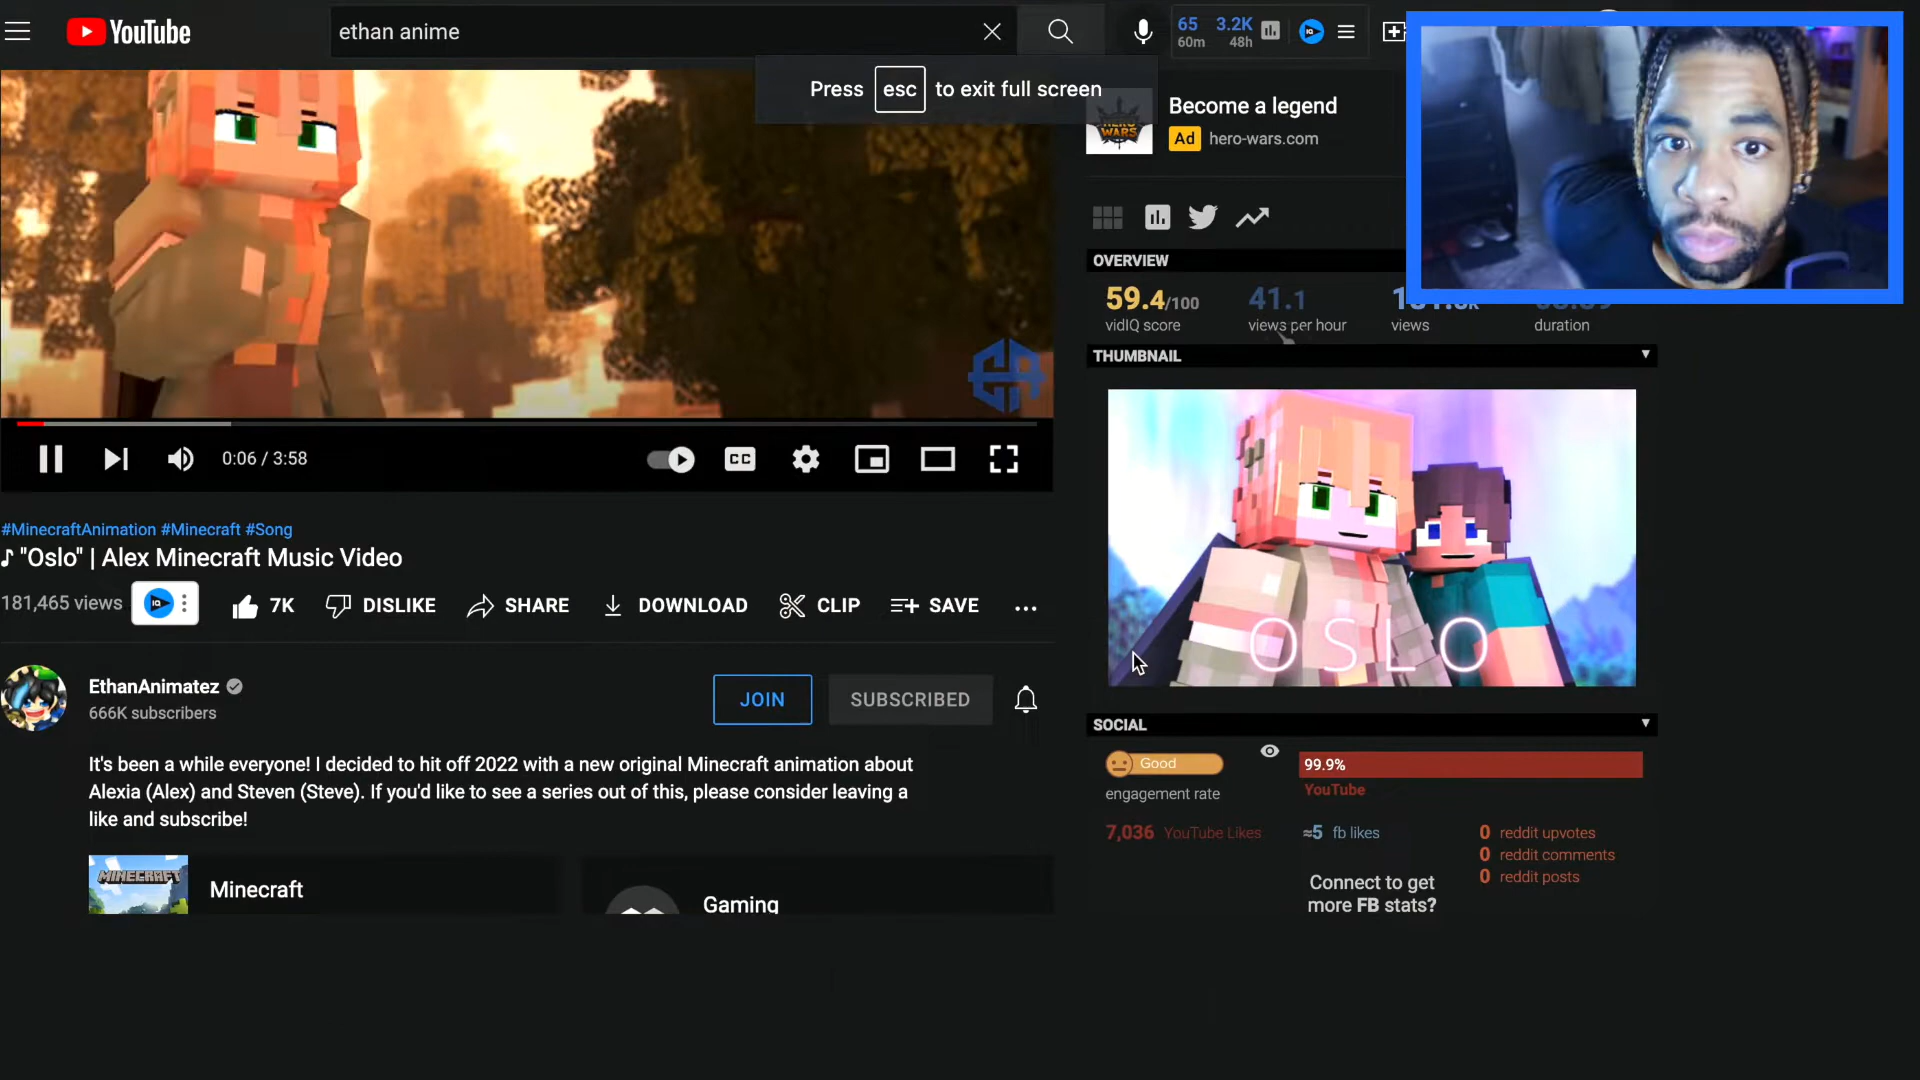 YouTube
ethan anime
65 3.2K
60m 48h
Press esc to exit full screen
HERO WARS
Become a legend
Ad hero-wars.com
OVERVIEW
59.4/100 41.1
vidIQ score views per hour views duration
THUMBNAIL
EA
0:06 / 3:58
CC
OSLO
#MinecraftAnimation #Minecraft #Song
♪ "Oslo" | Alex Minecraft Music Video
181,465 views IQ 7K DISLIKE SHARE DOWNLOAD CLIP SAVE
EthanAnimatez
666K subscribers
JOIN SUBSCRIBED
It's been a while everyone! I decided to hit off 2022 with a new original Minecraft animation about
Alexia (Alex) and Steven (Steve). If you'd like to see a series out of this, please consider leaving a
like and subscribe!
MINECRAFT Minecraft
Gaming
SOCIAL
Good 99.9%
engagement rate YouTube
7,036 YouTube Likes ≈5 fb likes 0 reddit upvotes
0 reddit comments
0 reddit posts
Connect to get
more FB stats?